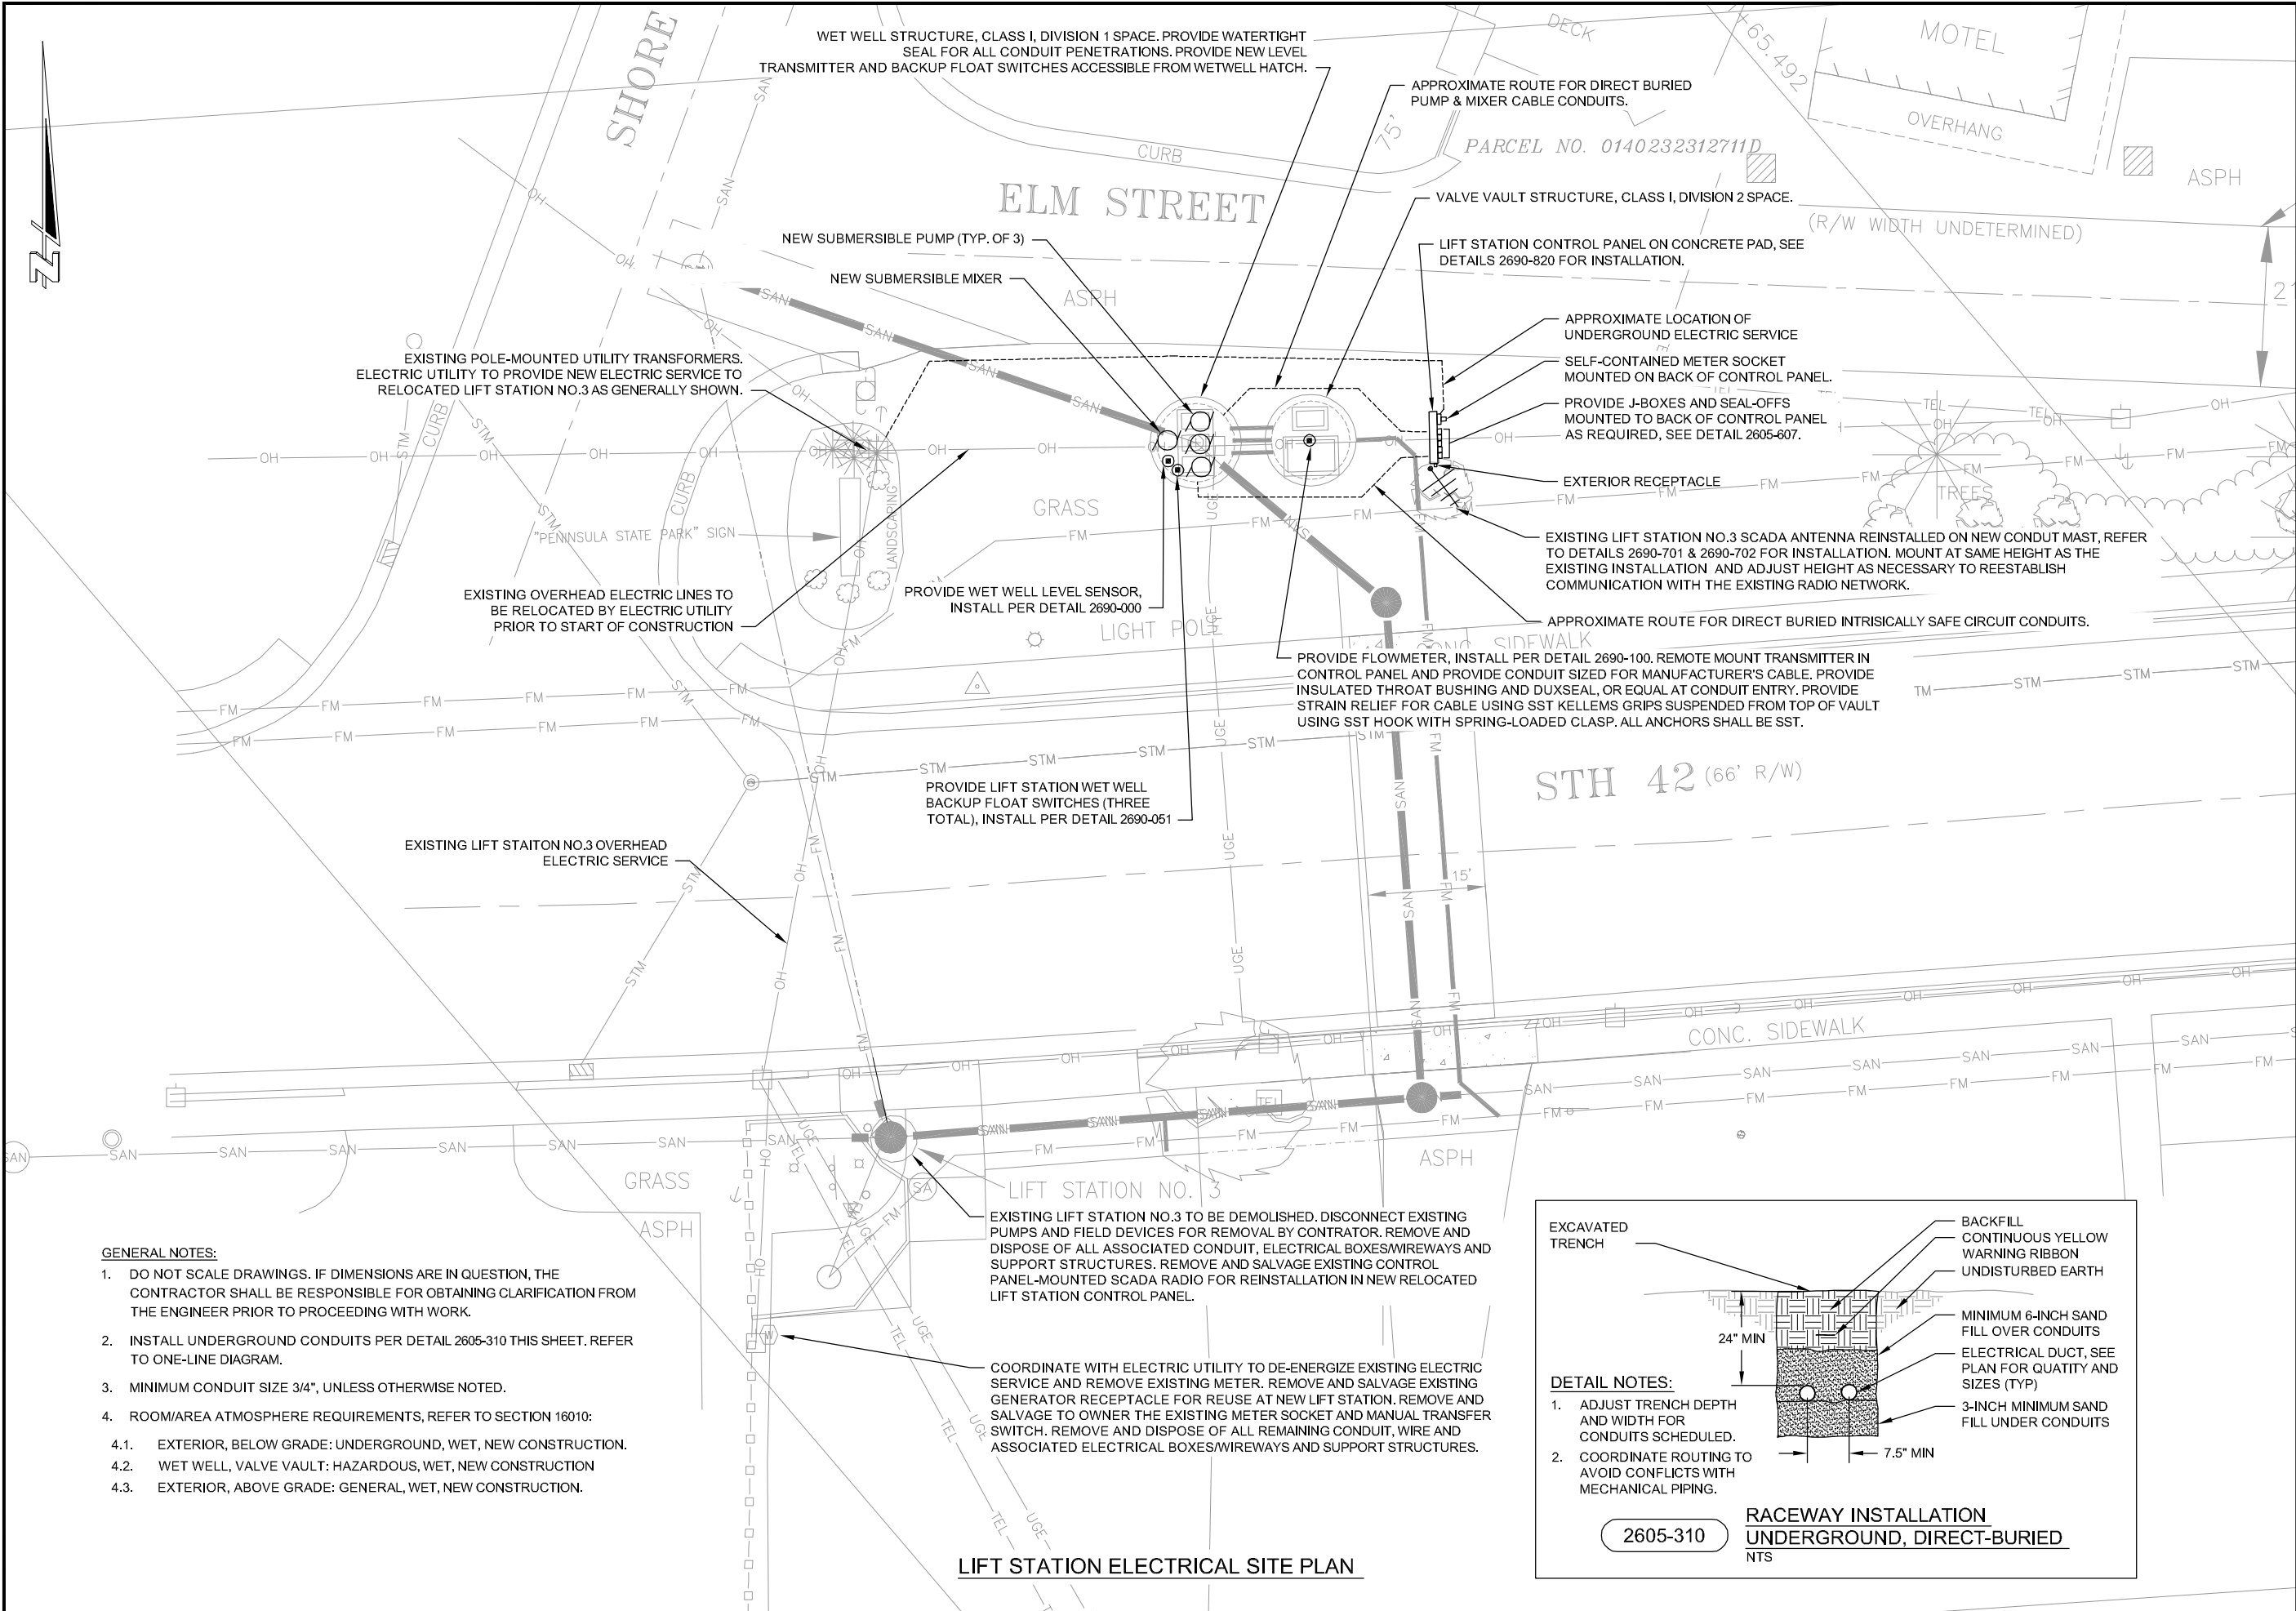 WET WELL STRUCTURE, CLASS I, DIVISION 1 SPACE. PROVIDE WATERTIGHT
SEAL FOR ALL CONDUIT PENETRATIONS. PROVIDE NEW LEVEL
TRANSMITTER AND BACKUP FLOAT SWITCHES ACCESSIBLE FROM WETWELL HATCH.
SHORE
DECK
65.492
MOTEL
OVERHANG
ASPH
APPROXIMATE ROUTE FOR DIRECT BURIED
PUMP & MIXER CABLE CONDUITS.
75'
CURB
PARCEL NO. 0140232312711D
ELM STREET
VALVE VAULT STRUCTURE, CLASS I, DIVISION 2 SPACE.
(R/W WIDTH UNDETERMINED)
NEW SUBMERSIBLE PUMP (TYP. OF 3)
NEW SUBMERSIBLE MIXER
ASPH
LIFT STATION CONTROL PANEL ON CONCRETE PAD, SEE
DETAILS 2690-820 FOR INSTALLATION.
APPROXIMATE LOCATION OF
UNDERGROUND ELECTRIC SERVICE
SELF-CONTAINED METER SOCKET
MOUNTED ON BACK OF CONTROL PANEL.
PROVIDE J-BOXES AND SEAL-OFFS
MOUNTED TO BACK OF CONTROL PANEL
AS REQUIRED, SEE DETAIL 2605-607.
EXTERIOR RECEPTACLE
TREES
EXISTING POLE-MOUNTED UTILITY TRANSFORMERS.
ELECTRIC UTILITY TO PROVIDE NEW ELECTRIC SERVICE TO
RELOCATED LIFT STATION NO.3 AS GENERALLY SHOWN.
CURB
CURB
LANDSCAPING
GRASS
"PENINSULA STATE PARK" SIGN
EXISTING LIFT STATION NO.3 SCADA ANTENNA REINSTALLED ON NEW CONDUT MAST, REFER
TO DETAILS 2690-701 & 2690-702 FOR INSTALLATION. MOUNT AT SAME HEIGHT AS THE
EXISTING INSTALLATION AND ADJUST HEIGHT AS NECESSARY TO REESTABLISH
COMMUNICATION WITH THE EXISTING RADIO NETWORK.
EXISTING OVERHEAD ELECTRIC LINES TO
BE RELOCATED BY ELECTRIC UTILITY
PRIOR TO START OF CONSTRUCTION
PROVIDE WET WELL LEVEL SENSOR,
INSTALL PER DETAIL 2690-000
LIGHT POLE
APPROXIMATE ROUTE FOR DIRECT BURIED INTRISICALLY SAFE CIRCUIT CONDUITS.
SIDEWALK
PROVIDE FLOWMETER, INSTALL PER DETAIL 2690-100. REMOTE MOUNT TRANSMITTER IN
CONTROL PANEL AND PROVIDE CONDUIT SIZED FOR MANUFACTURER'S CABLE. PROVIDE
INSULATED THROAT BUSHING AND DUXSEAL, OR EQUAL AT CONDUIT ENTRY. PROVIDE
STRAIN RELIEF FOR CABLE USING SST KELLEMS GRIPS SUSPENDED FROM TOP OF VAULT
USING SST HOOK WITH SPRING-LOADED CLASP. ALL ANCHORS SHALL BE SST.
STH 42 (66' R/W)
PROVIDE LIFT STATION WET WELL
BACKUP FLOAT SWITCHES (THREE
TOTAL), INSTALL PER DETAIL 2690-051
EXISTING LIFT STAITON NO.3 OVERHEAD
ELECTRIC SERVICE
15'
CONC. SIDEWALK
GRASS
ASPH
ASPH
LIFT STATION NO. 3
EXISTING LIFT STATION NO.3 TO BE DEMOLISHED. DISCONNECT EXISTING
PUMPS AND FIELD DEVICES FOR REMOVAL BY CONTRATOR. REMOVE AND
DISPOSE OF ALL ASSOCIATED CONDUIT, ELECTRICAL BOXES/WIREWAYS AND
SUPPORT STRUCTURES. REMOVE AND SALVAGE EXISTING CONTROL
PANEL-MOUNTED SCADA RADIO FOR REINSTALLATION IN NEW RELOCATED
LIFT STATION CONTROL PANEL.
COORDINATE WITH ELECTRIC UTILITY TO DE-ENERGIZE EXISTING ELECTRIC
SERVICE AND REMOVE EXISTING METER. REMOVE AND SALVAGE EXISTING
GENERATOR RECEPTACLE FOR REUSE AT NEW LIFT STATION. REMOVE AND
SALVAGE TO OWNER THE EXISTING METER SOCKET AND MANUAL TRANSFER
SWITCH. REMOVE AND DISPOSE OF ALL REMAINING CONDUIT, WIRE AND
ASSOCIATED ELECTRICAL BOXES/WIREWAYS AND SUPPORT STRUCTURES.
GENERAL NOTES:
1. DO NOT SCALE DRAWINGS. IF DIMENSIONS ARE IN QUESTION, THE
CONTRACTOR SHALL BE RESPONSIBLE FOR OBTAINING CLARIFICATION FROM
THE ENGINEER PRIOR TO PROCEEDING WITH WORK.
2. INSTALL UNDERGROUND CONDUITS PER DETAIL 2605-310 THIS SHEET. REFER
TO ONE-LINE DIAGRAM.
3. MINIMUM CONDUIT SIZE 3/4", UNLESS OTHERWISE NOTED.
4. ROOM/AREA ATMOSPHERE REQUIREMENTS, REFER TO SECTION 16010:
4.1. EXTERIOR, BELOW GRADE: UNDERGROUND, WET, NEW CONSTRUCTION.
4.2. WET WELL, VALVE VAULT: HAZARDOUS, WET, NEW CONSTRUCTION
4.3. EXTERIOR, ABOVE GRADE: GENERAL, WET, NEW CONSTRUCTION.
EXCAVATED
TRENCH
BACKFILL
CONTINUOUS YELLOW
WARNING RIBBON
UNDISTURBED EARTH
MINIMUM 6-INCH SAND
FILL OVER CONDUITS
24" MIN
ELECTRICAL DUCT, SEE
PLAN FOR QUATITY AND
SIZES (TYP)
3-INCH MINIMUM SAND
FILL UNDER CONDUITS
7.5" MIN
DETAIL NOTES:
1. ADJUST TRENCH DEPTH
AND WIDTH FOR
CONDUITS SCHEDULED.
2. COORDINATE ROUTING TO
AVOID CONFLICTS WITH
MECHANICAL PIPING.
2605-310
RACEWAY INSTALLATION
UNDERGROUND, DIRECT-BURIED
NTS
LIFT STATION ELECTRICAL SITE PLAN